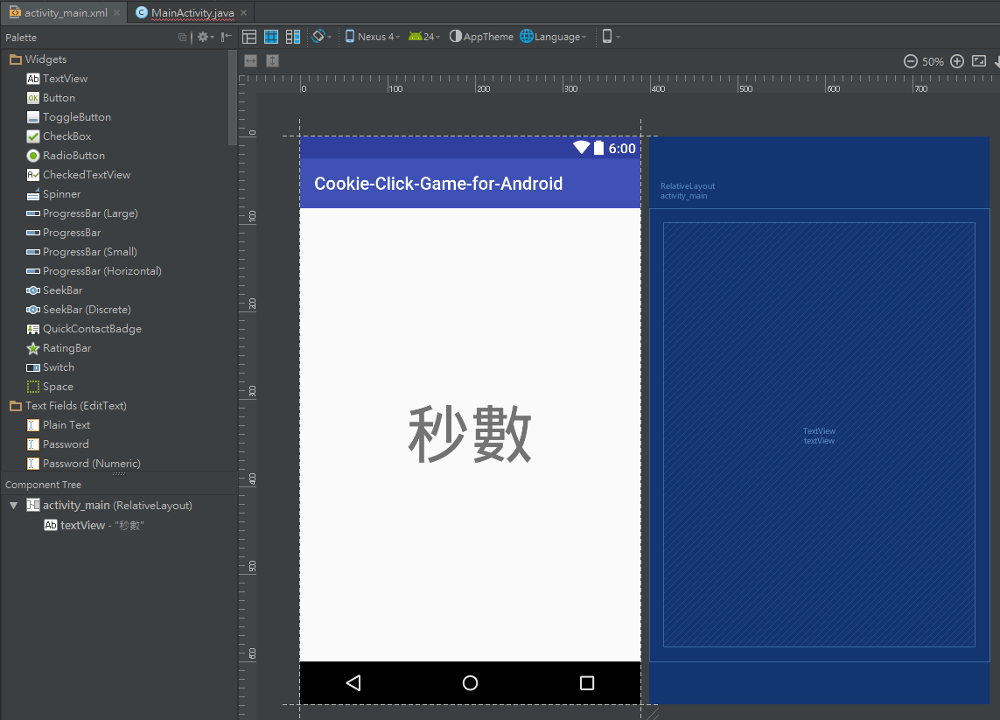 activity_main.xml
MainActivity.java
Palette
Nexus 4
24
AppTheme
Language
50%
Widgets
Ab TextView
OK Button
ToggleButton
CheckBox
RadioButton
CheckedTextView
Spinner
ProgressBar (Large)
ProgressBar
ProgressBar (Small)
ProgressBar (Horizontal)
SeekBar
SeekBar (Discrete)
QuickContactBadge
RatingBar
Switch
Space
Text Fields (EditText)
Plain Text
Password
Password (Numeric)
Component Tree
activity_main (RelativeLayout)
Ab textView - "秒數"
0 100 200 300 400 500 600 700
0
100
200
300
400
500
600
6:00
Cookie-Click-Game-for-Android
秒數
RelativeLayout
activity_main
TextView
textView